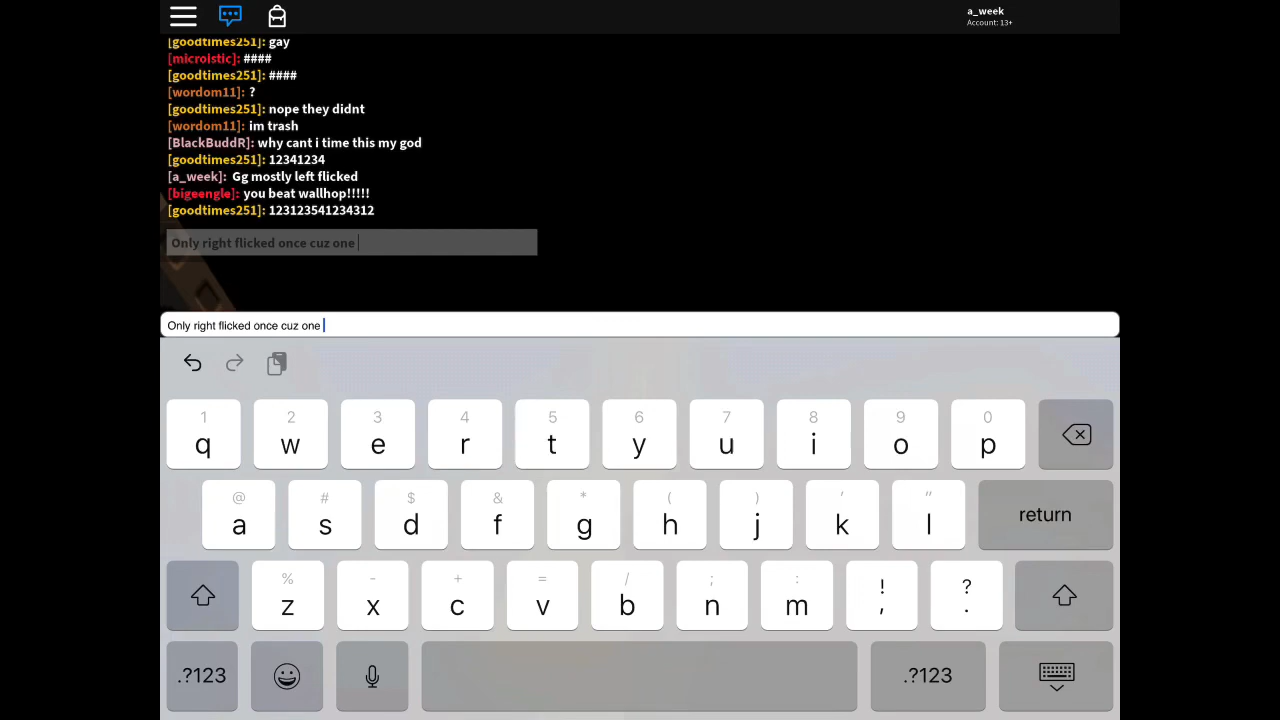 a_week
Account: 13+
[goodtimes251]: gay
[microistic]: ####
[goodtimes251]: ####
[wordom11]: ?
[goodtimes251]: nope they didnt
[wordom11]: im trash
[BlackBuddR]: why cant i time this my god
[goodtimes251]: 12341234
[a_week]: Gg mostly left flicked
[bigeengle]: you beat wallhop!!!!!
[goodtimes251]: 123123541234312
Only right flicked once cuz one
Only right flicked once cuz one
1 2 3 4 5 6 7 8 9 0
q w e r t y u i o p
@ # $ & * ( ) ' "
a s d f g h j k l return
% - + = / ; : ! ?
z x c v b n m , .
.?123 .?123